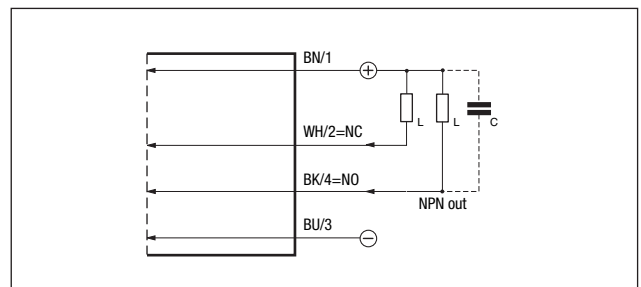 BN/1
+
L
L
C
WH/2=NC
BK/4=NO
NPN out
BU/3
−